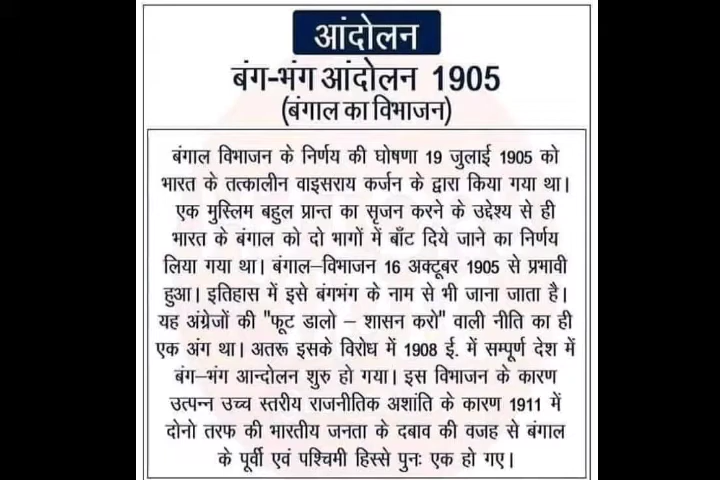 आंदोलन
बंग-भंग आंदोलन 1905
(बंगाल का विभाजन)
बंगाल विभाजन के निर्णय की घोषणा 19 जुलाई 1905 को
भारत के तत्कालीन वाइसराय कर्जन के द्वारा किया गया था।
एक मुस्लिम बहुल प्रान्त का सृजन करने के उद्देश्य से ही
भारत के बंगाल को दो भागों में बाँट दिये जाने का निर्णय
लिया गया था। बंगाल–विभाजन 16 अक्टूबर 1905 से प्रभावी
हुआ। इतिहास में इसे बंगभंग के नाम से भी जाना जाता है।
यह अंग्रेजों की "फूट डालो – शासन करो" वाली नीति का ही
एक अंग था। अतरू इसके विरोध में 1908 ई. में सम्पूर्ण देश में
बंग–भंग आन्दोलन शुरु हो गया। इस विभाजन के कारण
उत्पन्न उच्च स्तरीय राजनीतिक अशांति के कारण 1911 में
दोनो तरफ की भारतीय जनता के दबाव की वजह से बंगाल
के पूर्वी एवं पश्चिमी हिस्से पुनः एक हो गए।